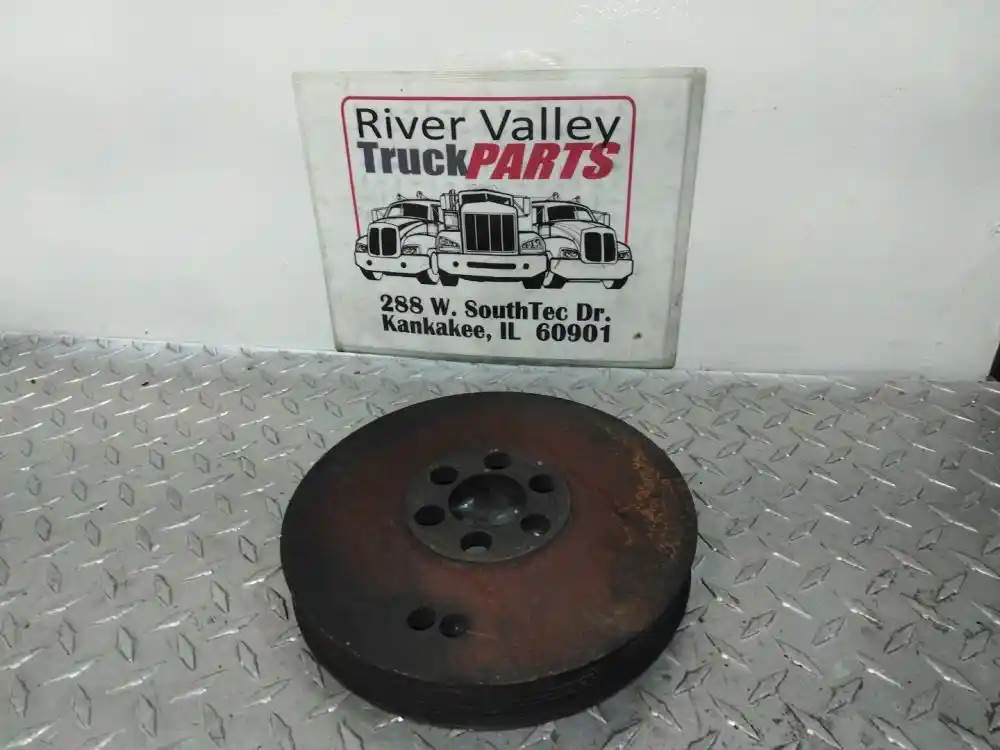 River Valley
TruckPARTS
288 W. SouthTec Dr.
Kankakee, IL 60901